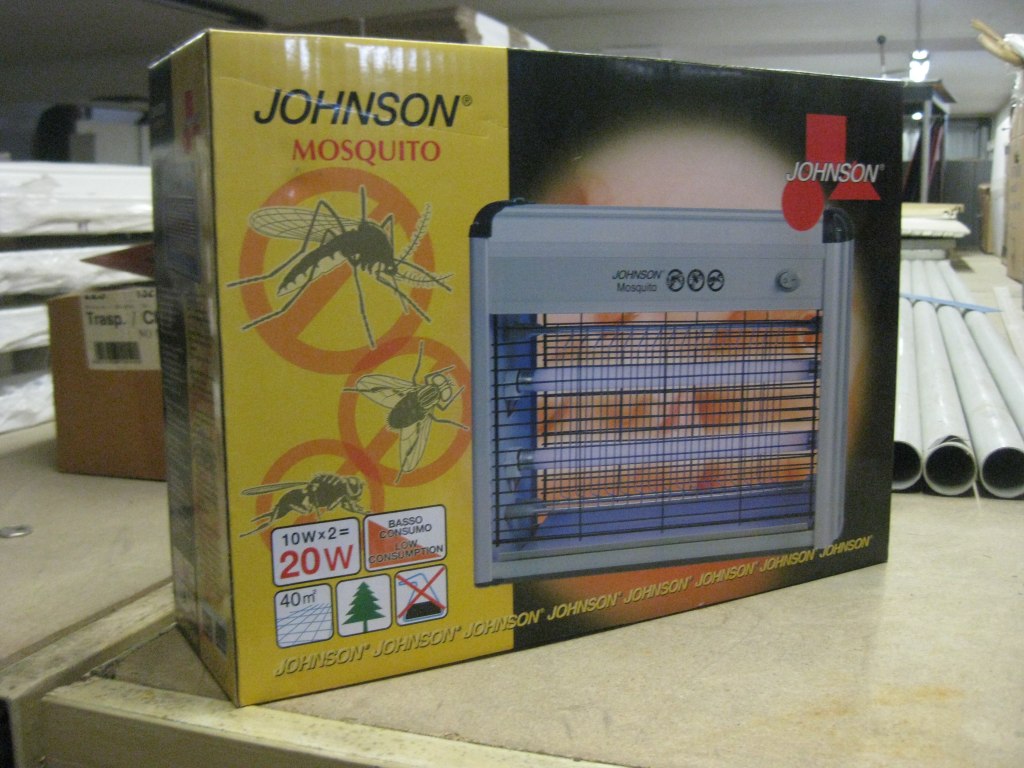 JOHNSON®
MOSQUITO
JOHNSON®
JOHNSON®
Mosquito
10W×2=
20W
BASSO
CONSUMO
LOW
CONSUMPTION
40m²
JOHNSON® JOHNSON® JOHNSON® JOHNSON® JOHNSON® JOHNSON® JOHNSON® JOHNSON®
Trasp. / C